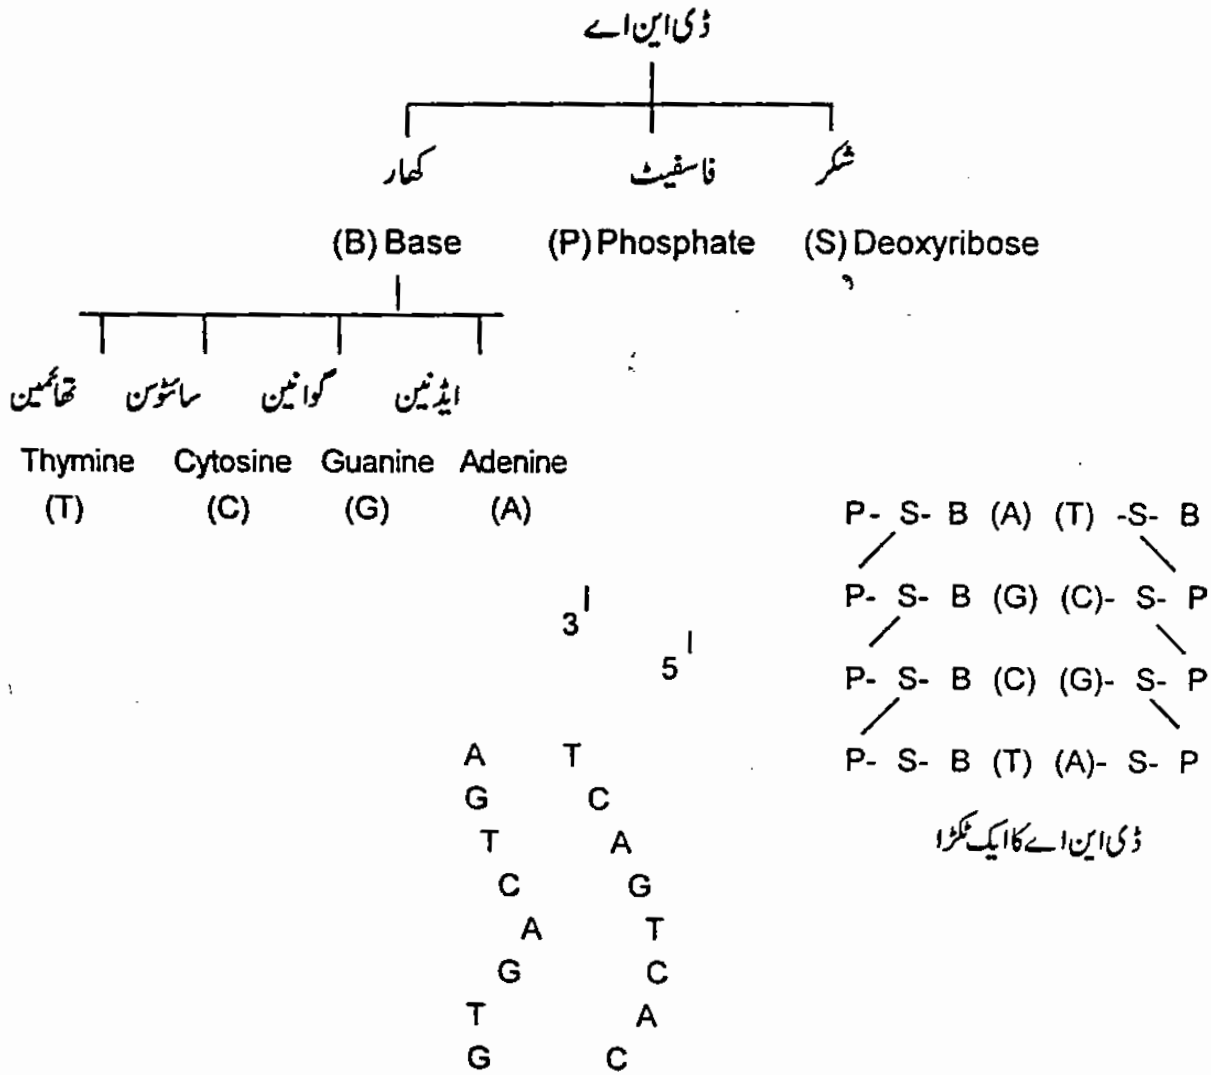 ڈی این اے
شکر فاسفیٹ کھار
(B) Base (P) Phosphate (S) Deoxyribose
ایڈنین گوانین سائٹوسن تھائمین
Thymine Cytosine Guanine Adenine
(T) (C) (G) (A)
P- S- B (A) (T) -S- B
P- S- B (G) (C)- S- P
P- S- B (C) (G)- S- P
P- S- B (T) (A)- S- P
ڈی این اے کا ایک ٹکڑا
3'
5'
A T
G C
T A
C G
A T
G C
T A
G C